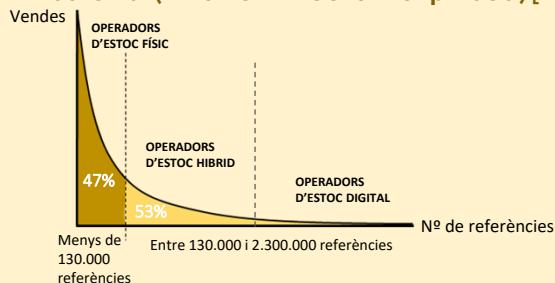 Vendes
OPERADORS
D'ESTOC FÍSIC
OPERADORS
D'ESTOC HIBRID
OPERADORS
D'ESTOC DIGITAL
47%
53%
Nº de referències
Menys de
130.000
referències
Entre 130.000 i 2.300.000 referències